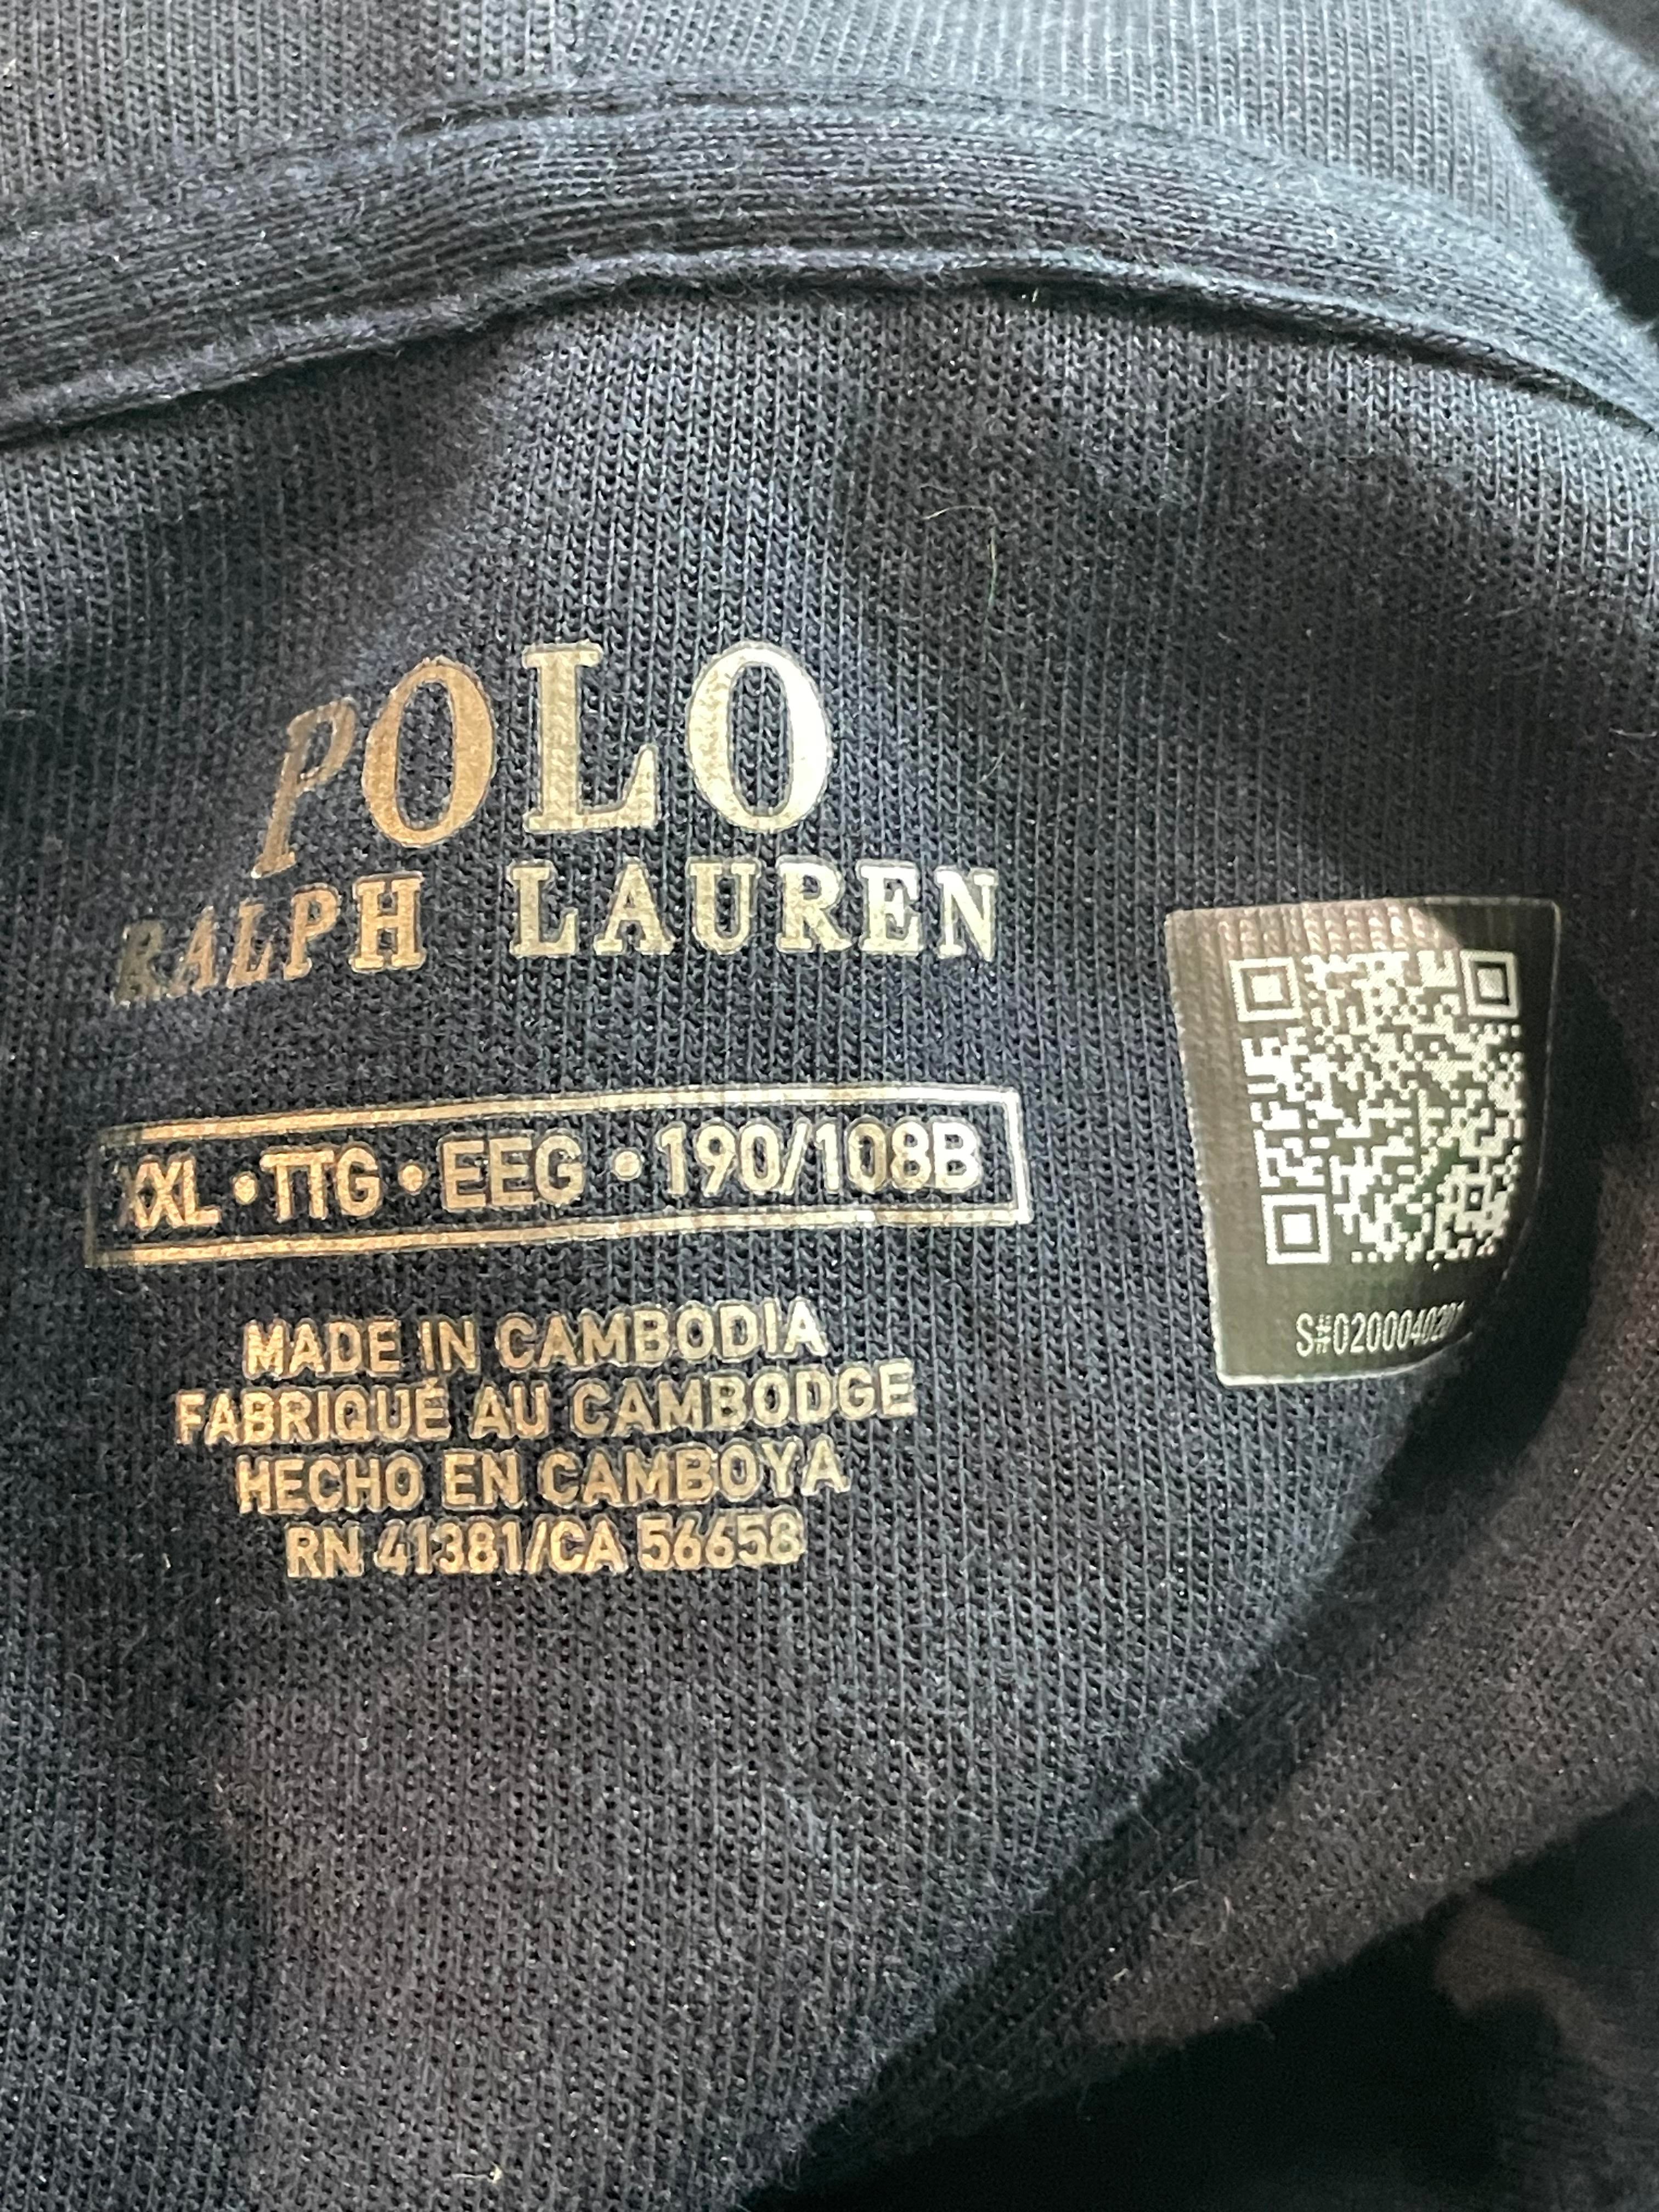 POLO
RALPH LAUREN
XXL • TTG • EEG • 190/108B
MADE IN CAMBODIA
FABRIQUÉ AU CAMBODGE
HECHO EN CAMBOYA
RN 41381/CA 56658